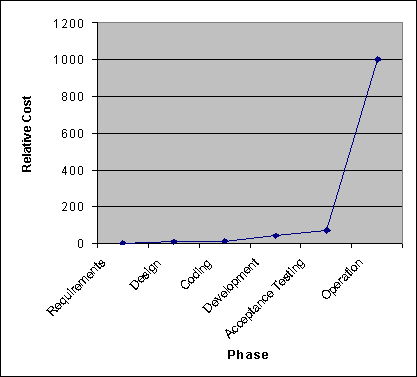 1200
1000
800
600
400
200
0
Relative Cost
Requirements
Design
Coding
Development
Acceptance Testing
Operation
Phase